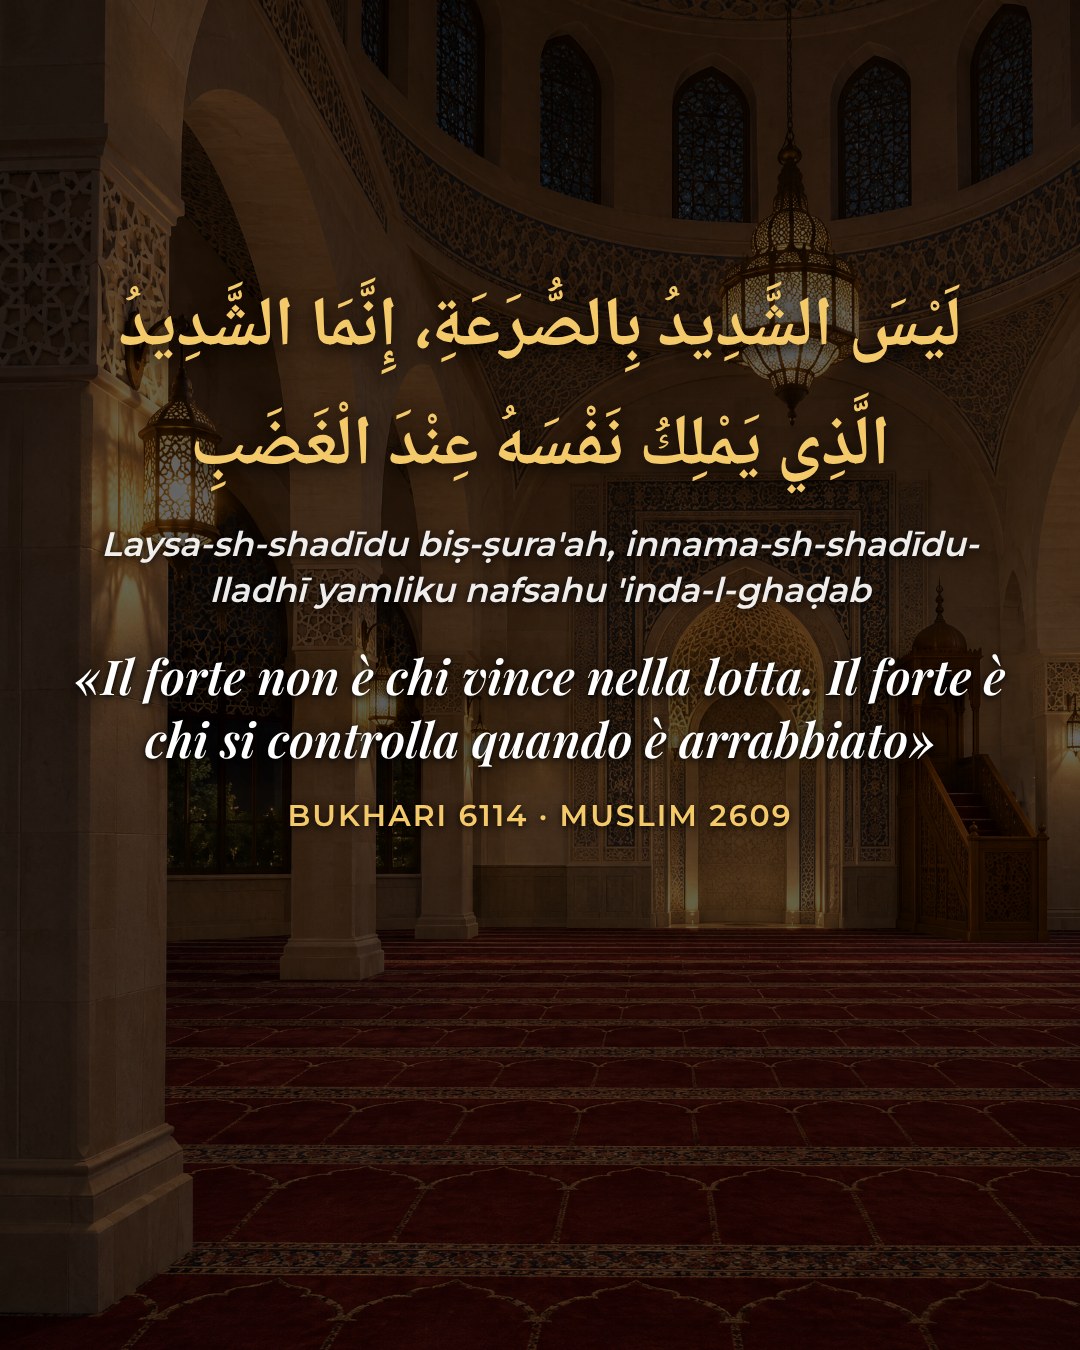 لَيْسَ الشَّدِيدُ بِالصُّرَعَةِ، إِنَّمَا الشَّدِيدُ
الَّذِي يَمْلِكُ نَفْسَهُ عِنْدَ الْغَضَبِ
Laysa-sh-shadīdu biṣ-ṣura'ah, innama-sh-shadīdu-
lladhī yamliku nafsahu 'inda-l-ghaḍab
«Il forte non è chi vince nella lotta. Il forte è
chi si controlla quando è arrabbiato»
BUKHARI 6114 · MUSLIM 2609